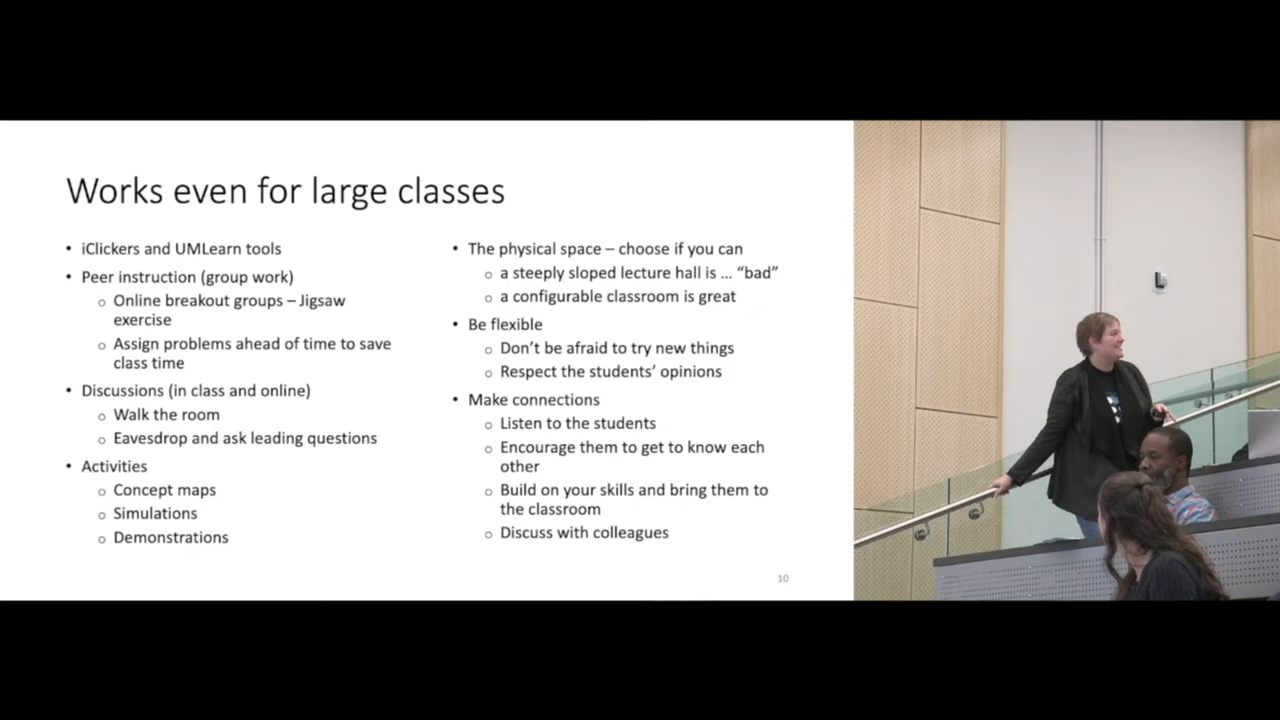 Works even for large classes
• iClickers and UMLearn tools
• Peer instruction (group work)
o Online breakout groups – Jigsaw
exercise
o Assign problems ahead of time to save
class time
• Discussions (in class and online)
o Walk the room
o Eavesdrop and ask leading questions
• Activities
o Concept maps
o Simulations
o Demonstrations
• The physical space – choose if you can
o a steeply sloped lecture hall is … “bad”
o a configurable classroom is great
• Be flexible
o Don’t be afraid to try new things
o Respect the students’ opinions
• Make connections
o Listen to the students
o Encourage them to get to know each
other
o Build on your skills and bring them to
the classroom
o Discuss with colleagues
10